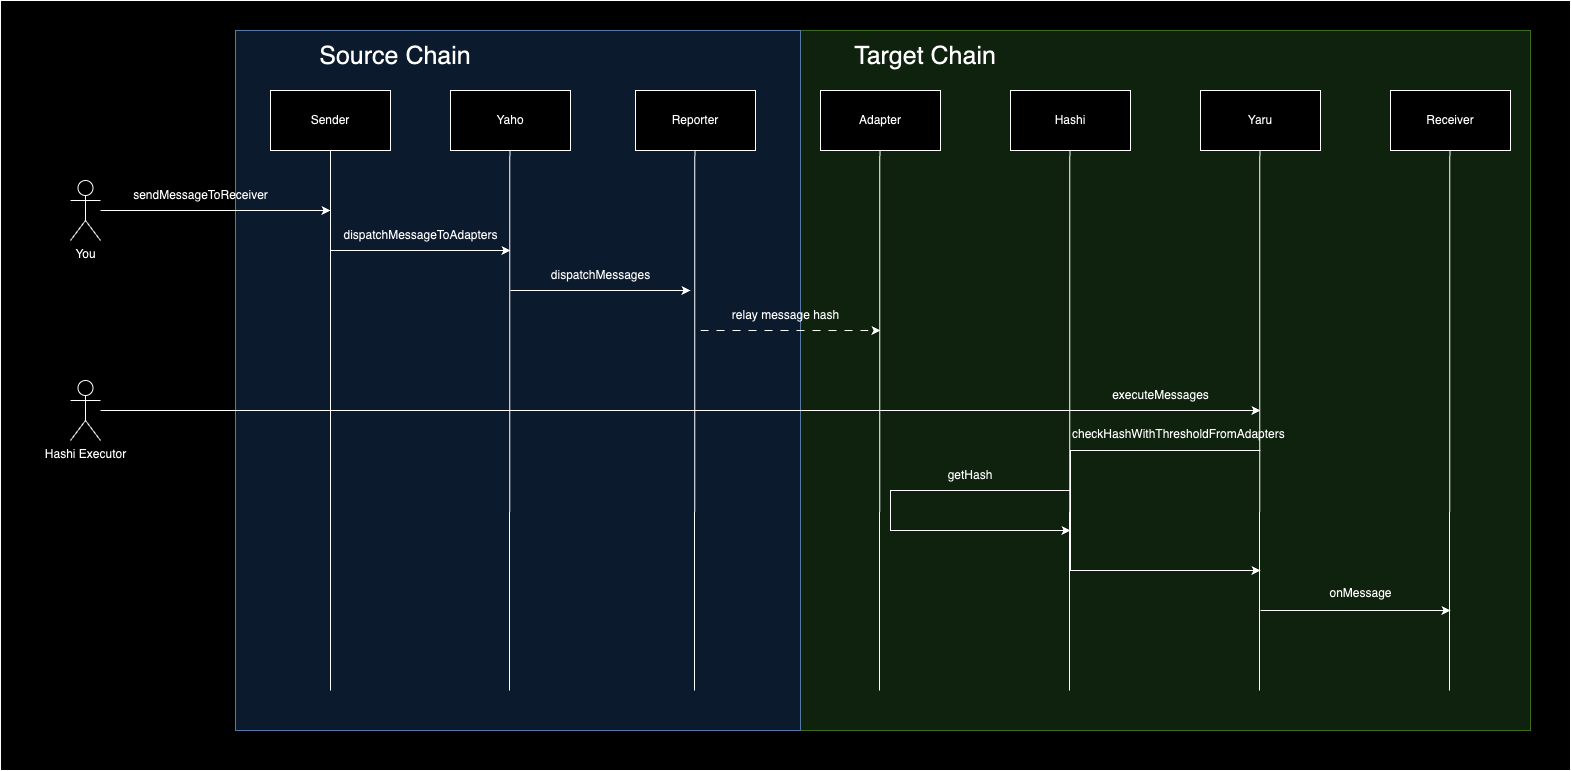 Source Chain
Target Chain
Sender
Yaho
Reporter
Adapter
Hashi
Yaru
Receiver
sendMessageToReceiver
You
dispatchMessageToAdapters
dispatchMessages
relay message hash
executeMessages
Hashi Executor
checkHashWithThresholdFromAdapters
getHash
onMessage